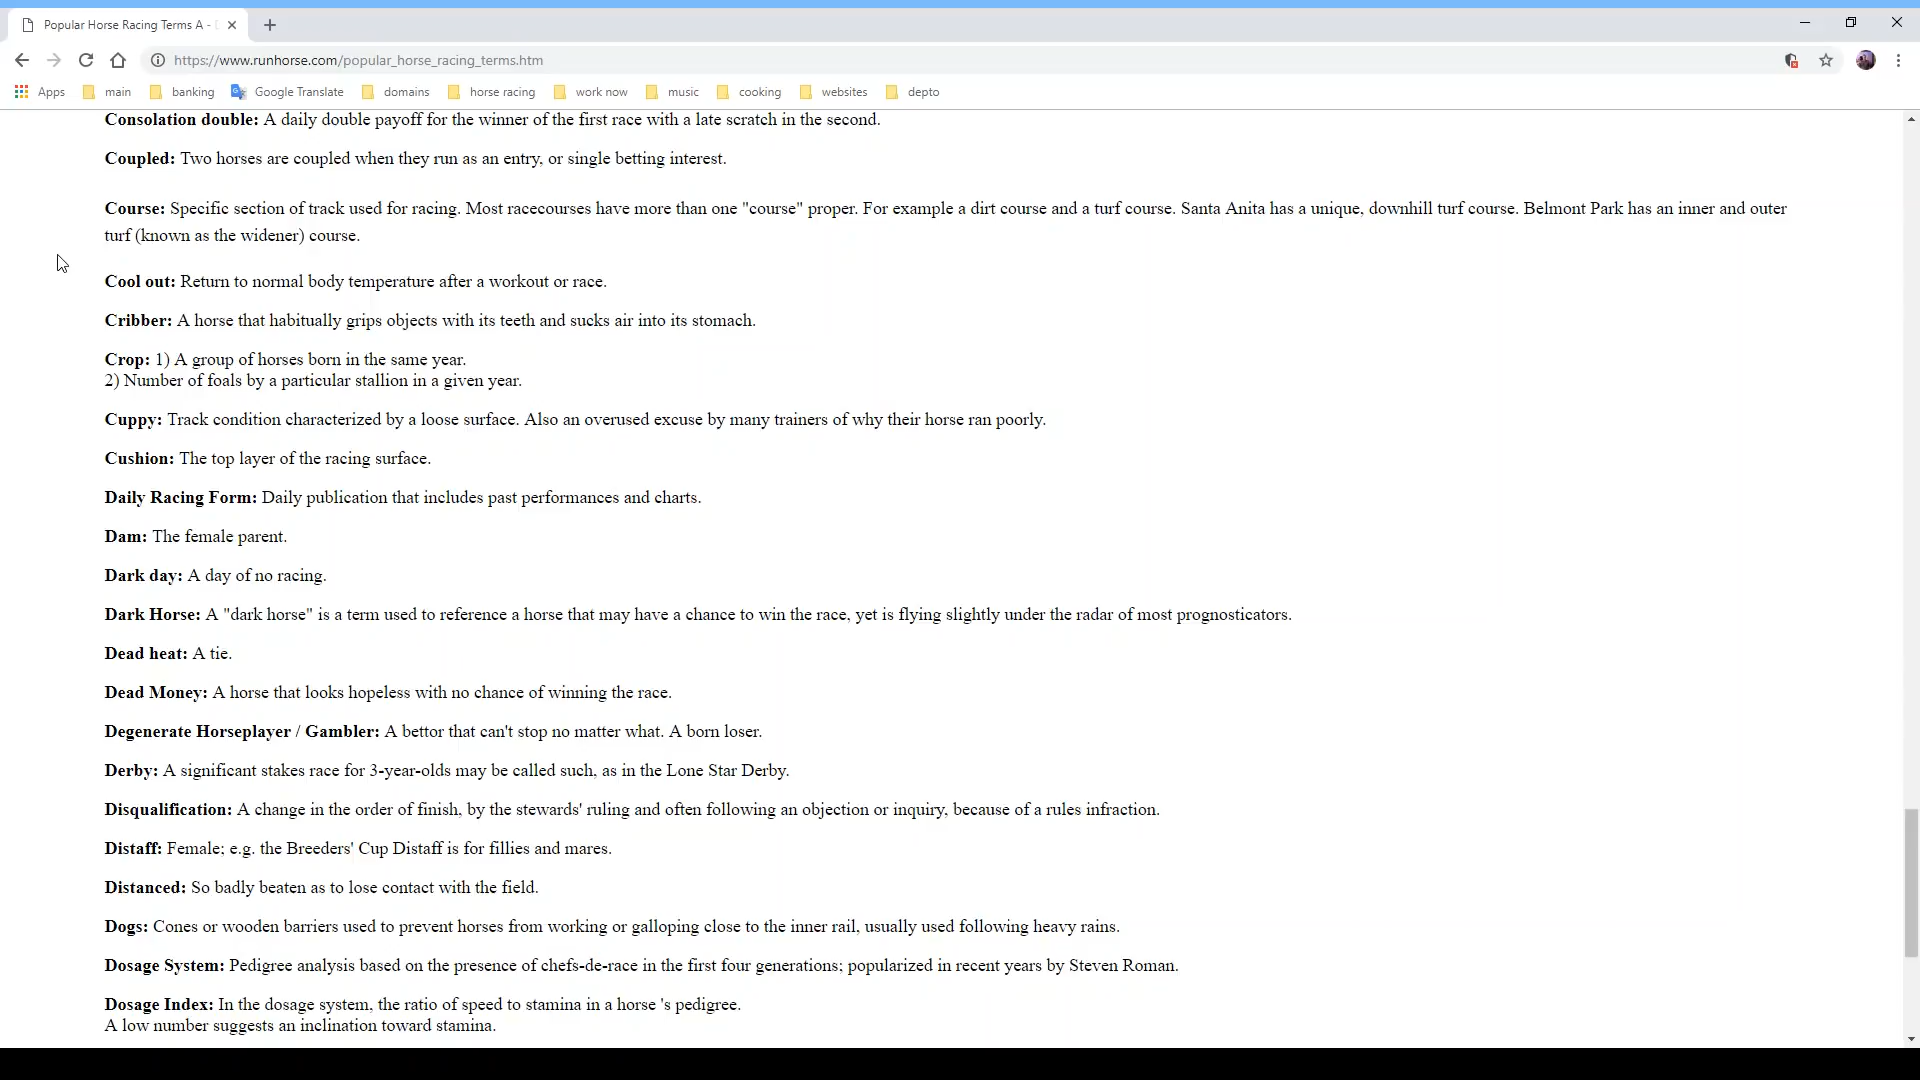 Popular Horse Racing Terms A -
https://www.runhorse.com/popular_horse_racing_terms.htm
Apps main banking Google Translate domains horse racing work now music cooking websites depto
Consolation double: A daily double payoff for the winner of the first race with a late scratch in the second.
Coupled: Two horses are coupled when they run as an entry, or single betting interest.
Course: Specific section of track used for racing. Most racecourses have more than one "course" proper. For example a dirt course and a turf course. Santa Anita has a unique, downhill turf course. Belmont Park has an inner and outer
turf (known as the widener) course.
Cool out: Return to normal body temperature after a workout or race.
Cribber: A horse that habitually grips objects with its teeth and sucks air into its stomach.
Crop: 1) A group of horses born in the same year.
2) Number of foals by a particular stallion in a given year.
Cuppy: Track condition characterized by a loose surface. Also an overused excuse by many trainers of why their horse ran poorly.
Cushion: The top layer of the racing surface.
Daily Racing Form: Daily publication that includes past performances and charts.
Dam: The female parent.
Dark day: A day of no racing.
Dark Horse: A "dark horse" is a term used to reference a horse that may have a chance to win the race, yet is flying slightly under the radar of most prognosticators.
Dead heat: A tie.
Dead Money: A horse that looks hopeless with no chance of winning the race.
Degenerate Horseplayer / Gambler: A bettor that can't stop no matter what. A born loser.
Derby: A significant stakes race for 3-year-olds may be called such, as in the Lone Star Derby.
Disqualification: A change in the order of finish, by the stewards' ruling and often following an objection or inquiry, because of a rules infraction.
Distaff: Female; e.g. the Breeders' Cup Distaff is for fillies and mares.
Distanced: So badly beaten as to lose contact with the field.
Dogs: Cones or wooden barriers used to prevent horses from working or galloping close to the inner rail, usually used following heavy rains.
Dosage System: Pedigree analysis based on the presence of chefs-de-race in the first four generations; popularized in recent years by Steven Roman.
Dosage Index: In the dosage system, the ratio of speed to stamina in a horse 's pedigree.
A low number suggests an inclination toward stamina.